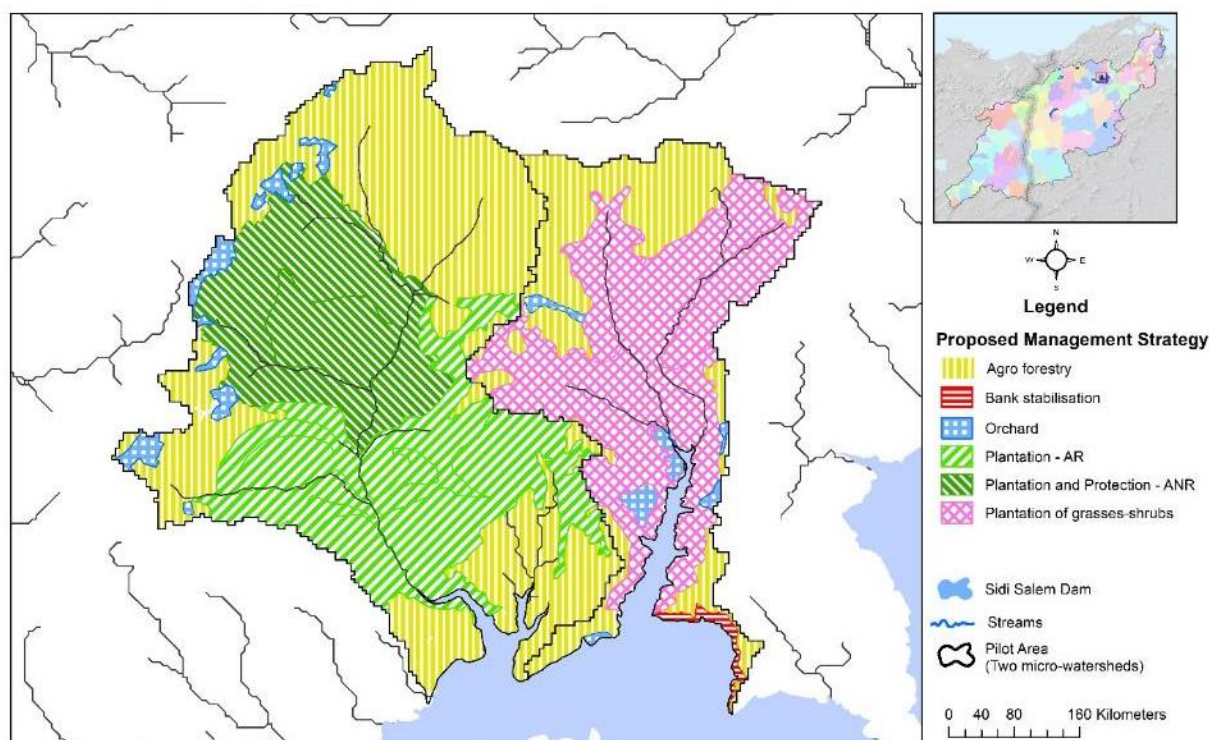 N
W E
S
Legend
Proposed Management Strategy
Agro forestry
Bank stabilisation
Orchard
Plantation - AR
Plantation and Protection - ANR
Plantation of grasses-shrubs
Sidi Salem Dam
Streams
Pilot Area
(Two micro-watersheds)
0 40 80 160 Kilometers